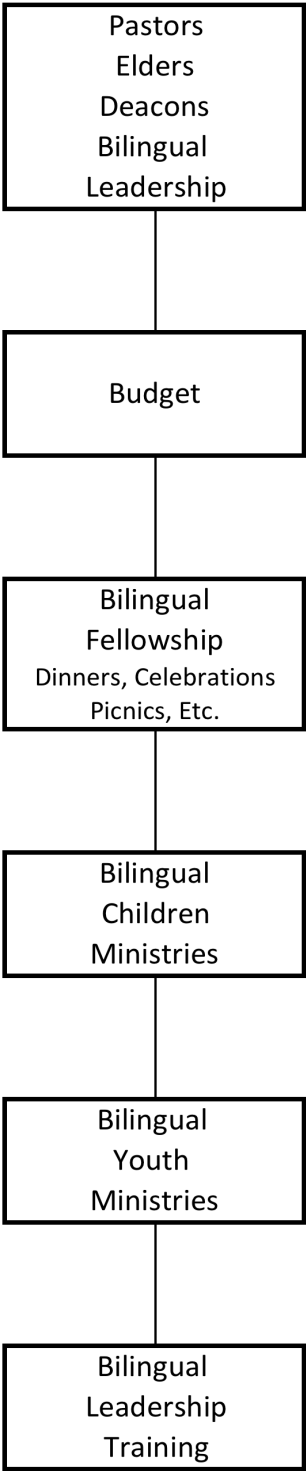 Pastors
Elders
Deacons
Bilingual
Leadership
Budget
Bilingual
Fellowship
Dinners, Celebrations
Picnics, Etc.
Bilingual
Children
Ministries
Bilingual
Youth
Ministries
Bilingual
Leadership
Training